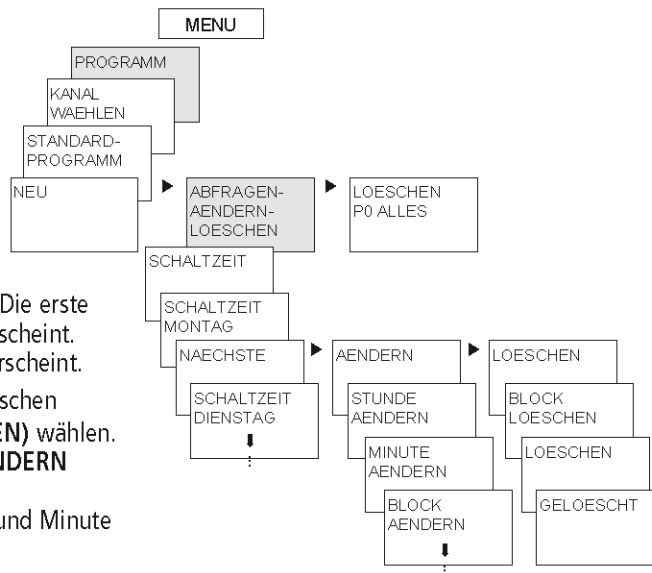 MENU
PROGRAMM
KANAL
WAEHLEN
STANDARD-
PROGRAMM
NEU
ABFRAGEN-
AENDERN-
LOESCHEN
LOESCHEN
P0 ALLES
SCHALTZEIT
SCHALTZEIT
MONTAG
NAECHSTE
SCHALTZEIT
DIENSTAG
AENDERN
STUNDE
AENDERN
MINUTE
AENDERN
BLOCK
AENDERN
LOESCHEN
BLOCK
LOESCHEN
LOESCHEN
GELOESCHT
Die erste
scheint.
rscheint.
schen
EN) wählen.
NDERN
und Minute